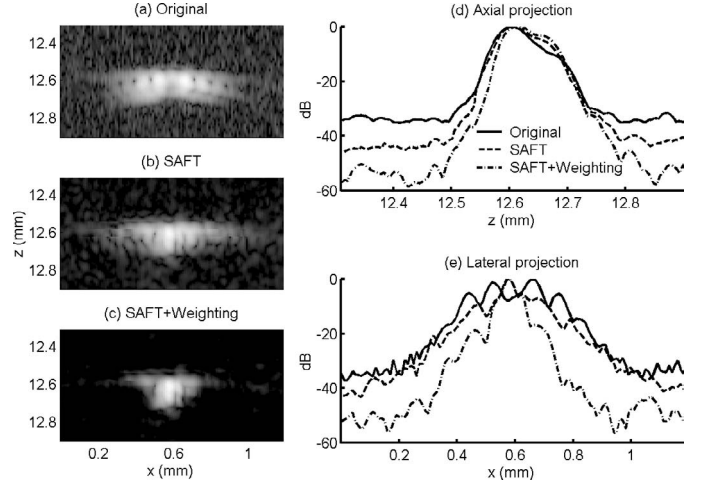 (a) Original
12.4
12.6
12.8
(b) SAFT
12.4
12.6
12.8
z (mm)
(c) SAFT+Weighting
12.4
12.6
12.8
0.2
0.6
1
x (mm)
(d) Axial projection
0
-20
-40
-60
dB
Original
SAFT
SAFT+Weighting
12.4
12.5
12.6
12.7
12.8
z (mm)
(e) Lateral projection
0
-20
-40
-60
dB
0.2
0.4
0.6
0.8
1
x (mm)